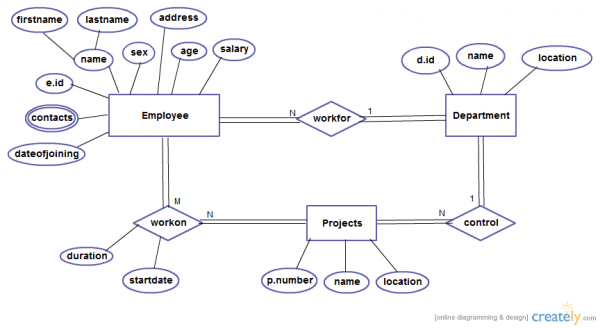 firstname
lastname
address
name
sex
age
salary
e.id
contacts
dateofjoining
Employee
N
workfor
1
d.id
name
location
Department
M
workon
N
Projects
N
1
control
duration
startdate
p.number
name
location
[online diagramming & design]
creately.com